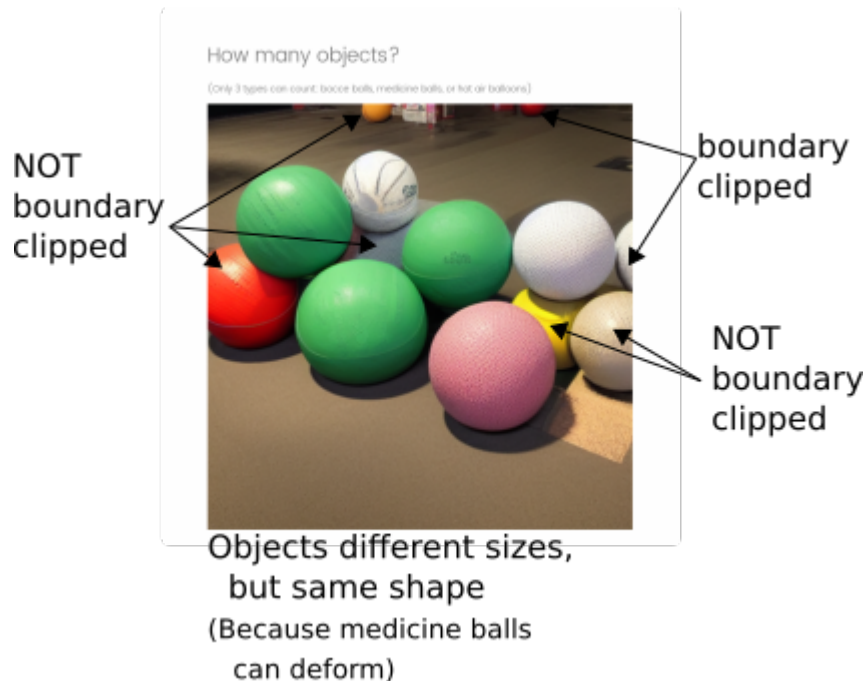 How many objects?
(Only 3 types can count: bocce balls, medicine balls, or hot air balloons)
NOT
boundary
clipped
boundary
clipped
NOT
boundary
clipped
Objects different sizes,
but same shape
(Because medicine balls
can deform)